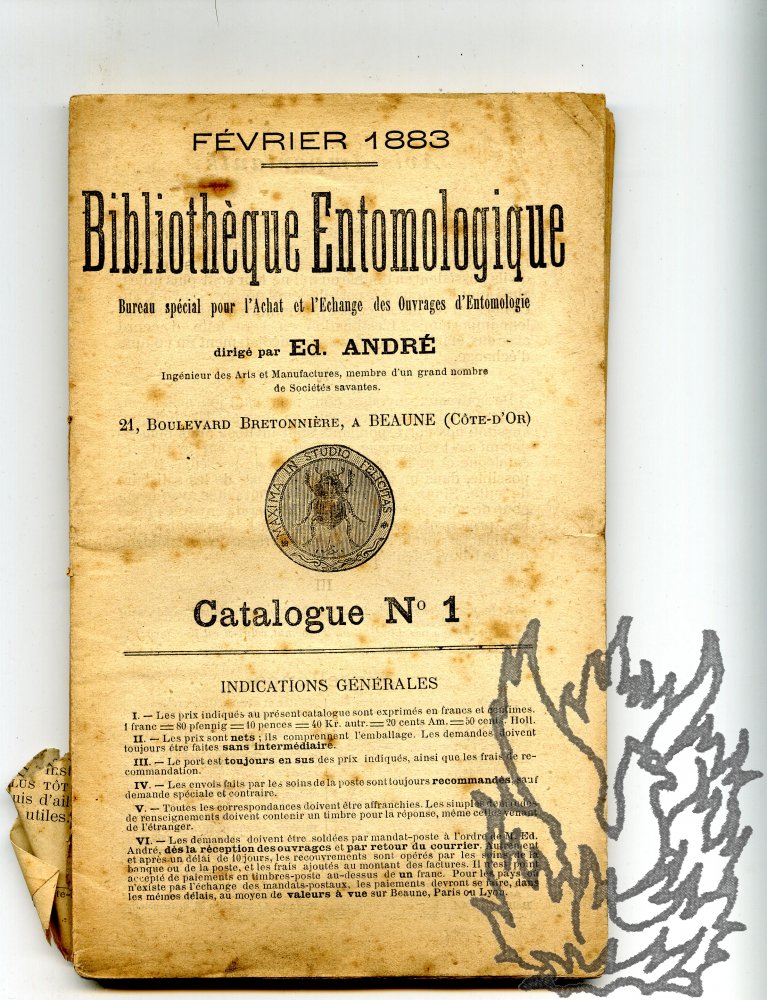 FÉVRIER 1883
Bibliothèque Entomologique
Bureau spécial pour l'Achat et l'Echange des Ouvrages d'Entomologie
dirigé par Ed. ANDRÉ
Ingénieur des Arts et Manufactures, membre d'un grand nombre
de Sociétés savantes.
21, BOULEVARD BRETONNIÈRE, A BEAUNE (CÔTE-D'OR)
MAXIMA IN STUDIO FELICITAS
Catalogue No 1
INDICATIONS GÉNÉRALES
I. — Les prix indiqués au présent catalogue sont exprimés en francs et centimes.
1 franc = 80 pfennig = 10 pences = 40 Kr. autr. = 20 cents Am. = 50 cents. Holl.
II. — Les prix sont nets ; ils comprennent l'emballage. Les demandes doivent
toujours être faites sans intermédiaire.
III. — Le port est toujours en sus des prix indiqués, ainsi que les frais de re-
commandation.
IV. — Les envois faits par les soins de la poste sont toujours recommandés, sauf
demande spéciale et contraire.
V. — Toutes les correspondances doivent être affranchies. Les simples demandes
de renseignements doivent contenir un timbre pour la réponse, même celles venant
de l'étranger.
VI. — Les demandes doivent être soldées par mandat-poste à l'ordre de M. Ed.
André, dès la réception des ouvrages et par retour du courrier. Autrement
et après un délai de 10 jours, les recouvrements sont opérés par les soins de la
banque ou de la poste, et les frais ajoutés au montant des factures. Il n'est point
accepté de paiements en timbres-poste au-dessus de un franc. Pour les pays où
n'existe pas l'échange des mandats-postaux, les paiements devront se faire, dans
les mêmes délais, au moyen de valeurs à vue sur Beaune, Paris ou Lyon.
LUS TÔT
uis d'ail
utiles.